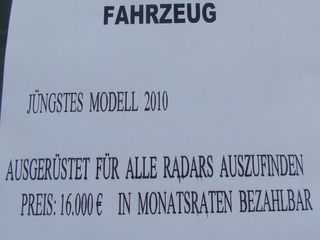 FAHRZEUG
JÜNGSTES MODELL 2010
AUSGERÜSTET FÜR ALLE RADARS AUSZUFINDEN
PREIS: 16.000 € IN MONATSRATEN BEZAHLBAR